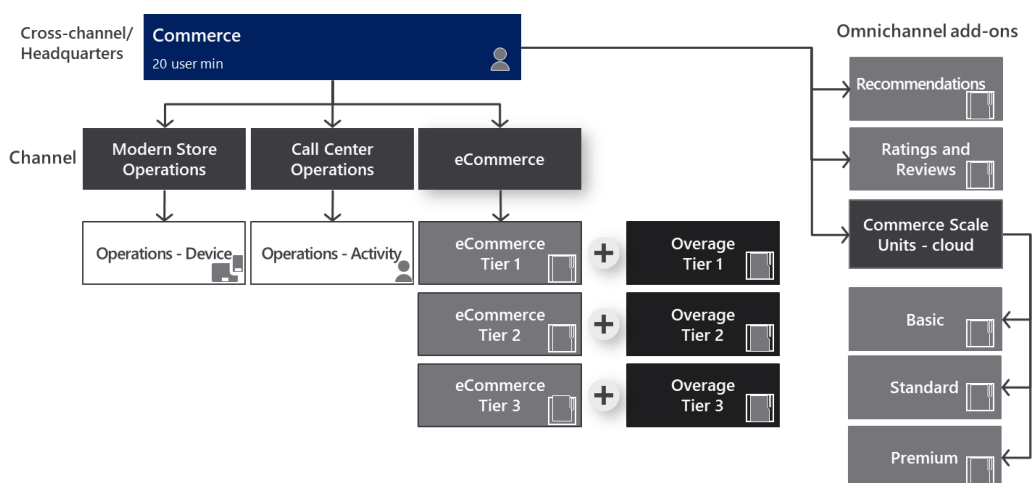 Cross-channel/
Headquarters
Commerce
20 user min
Omnichannel add-ons
Recommendations
Ratings and
Reviews
Commerce Scale
Units - cloud
Basic
Standard
Premium
Channel
Modern Store
Operations
Call Center
Operations
eCommerce
Operations - Device
Operations - Activity
eCommerce
Tier 1
+
Overage
Tier 1
eCommerce
Tier 2
+
Overage
Tier 2
eCommerce
Tier 3
+
Overage
Tier 3